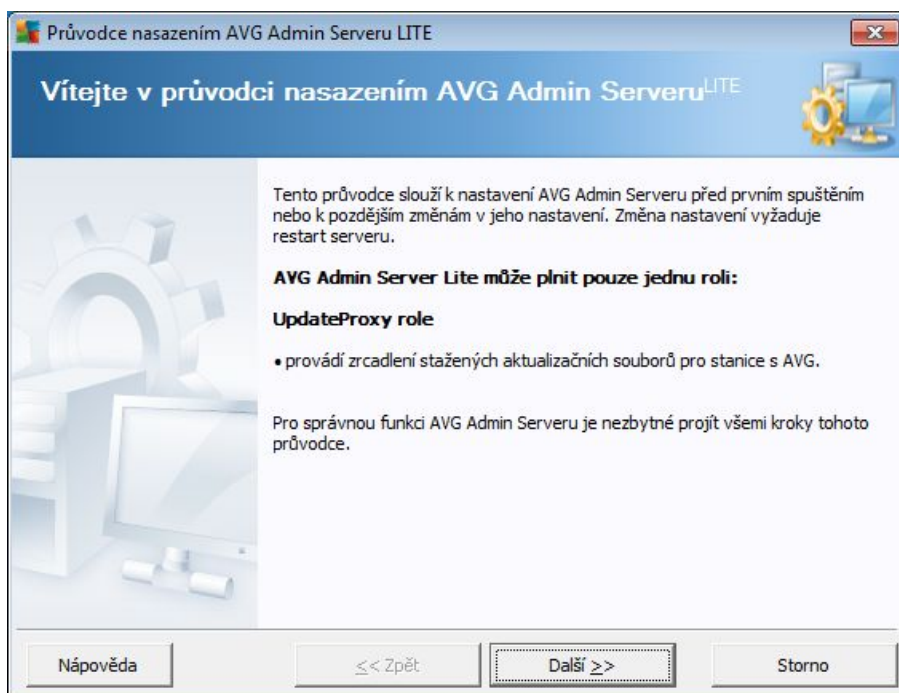 Průvodce nasazením AVG Admin Serveru LITE
Vítejte v průvodci nasazením AVG Admin Serveru LITE
Tento průvodce slouží k nastavení AVG Admin Serveru před prvním spuštěním
nebo k pozdějším změnám v jeho nastavení. Změna nastavení vyžaduje
restart serveru.
AVG Admin Server Lite může plnit pouze jednu roli:
UpdateProxy role
• provádí zrcadlení stažených aktualizačních souborů pro stanice s AVG.
Pro správnou funkci AVG Admin Serveru je nezbytné projít všemi kroky tohoto
průvodce.
Nápověda
<< Zpět
Další >>
Storno